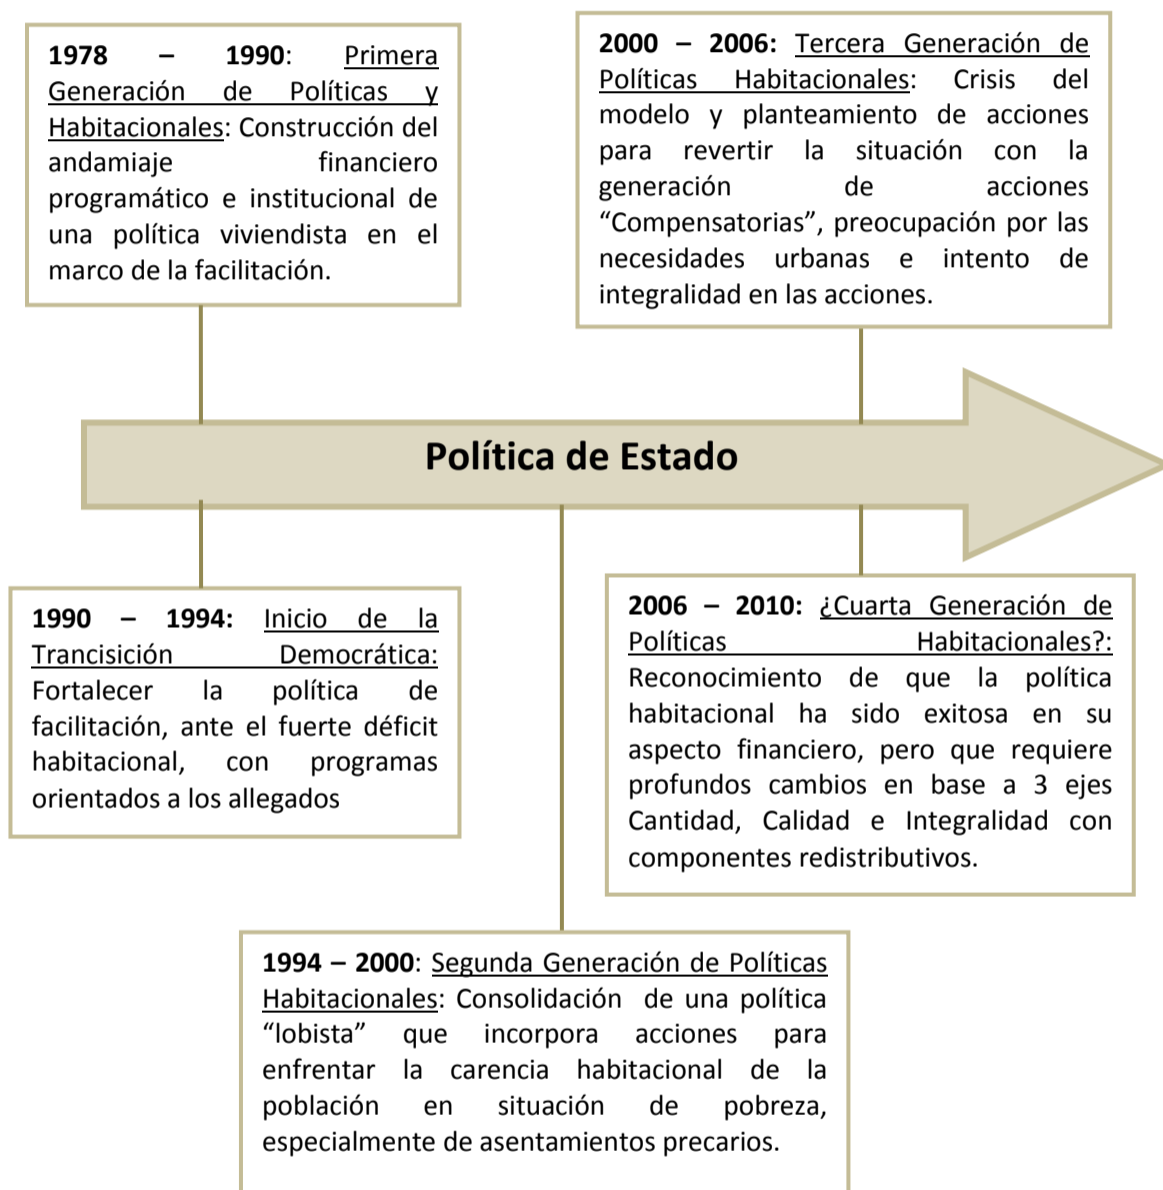 1978 – 1990: Primera
Generación de Políticas y
Habitacionales: Construcción del
andamiaje financiero
programático e institucional de
una política viviendista en el
marco de la facilitación.
2000 – 2006: Tercera Generación de
Políticas Habitacionales: Crisis del
modelo y planteamiento de acciones
para revertir la situación con la
generación de acciones
“Compensatorias”, preocupación por las
necesidades urbanas e intento de
integralidad en las acciones.
Política de Estado
1990 – 1994: Inicio de la
Trancisición Democrática:
Fortalecer la política de
facilitación, ante el fuerte déficit
habitacional, con programas
orientados a los allegados
2006 – 2010: ¿Cuarta Generación de
Políticas Habitacionales?:
Reconocimiento de que la política
habitacional ha sido exitosa en su
aspecto financiero, pero que requiere
profundos cambios en base a 3 ejes
Cantidad, Calidad e Integralidad con
componentes redistributivos.
1994 – 2000: Segunda Generación de Políticas
Habitacionales: Consolidación de una política
“lobista” que incorpora acciones para
enfrentar la carencia habitacional de la
población en situación de pobreza,
especialmente de asentamientos precarios.